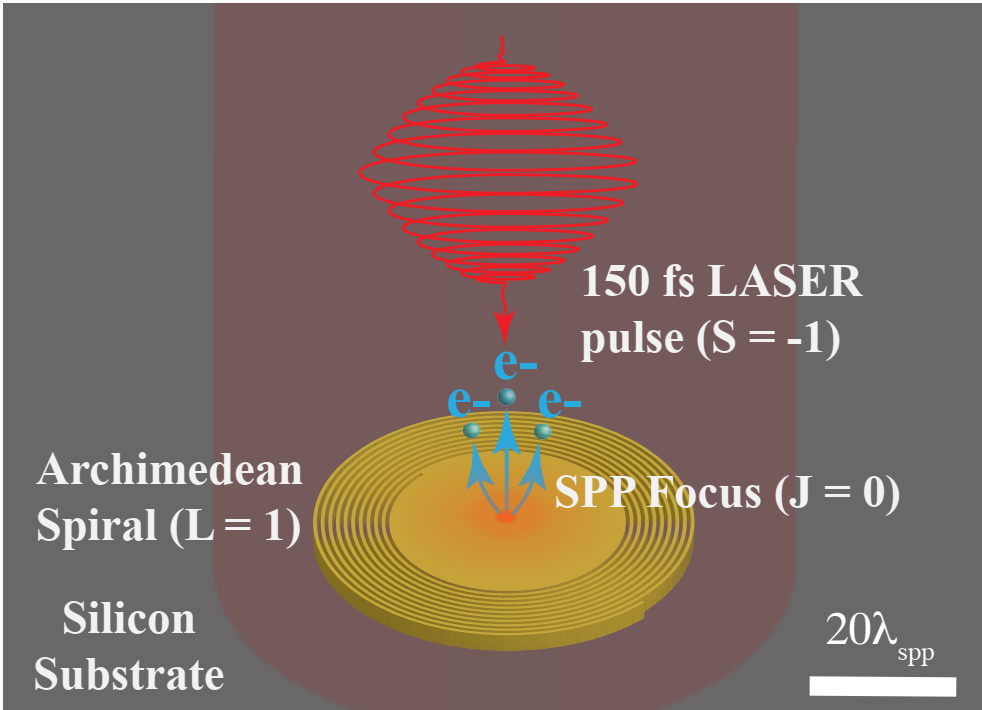 150 fs LASER
pulse (S = -1)
e-
e-
e-
Archimedean
Spiral (L = 1)
SPP Focus (J = 0)
Silicon
Substrate
20λspp